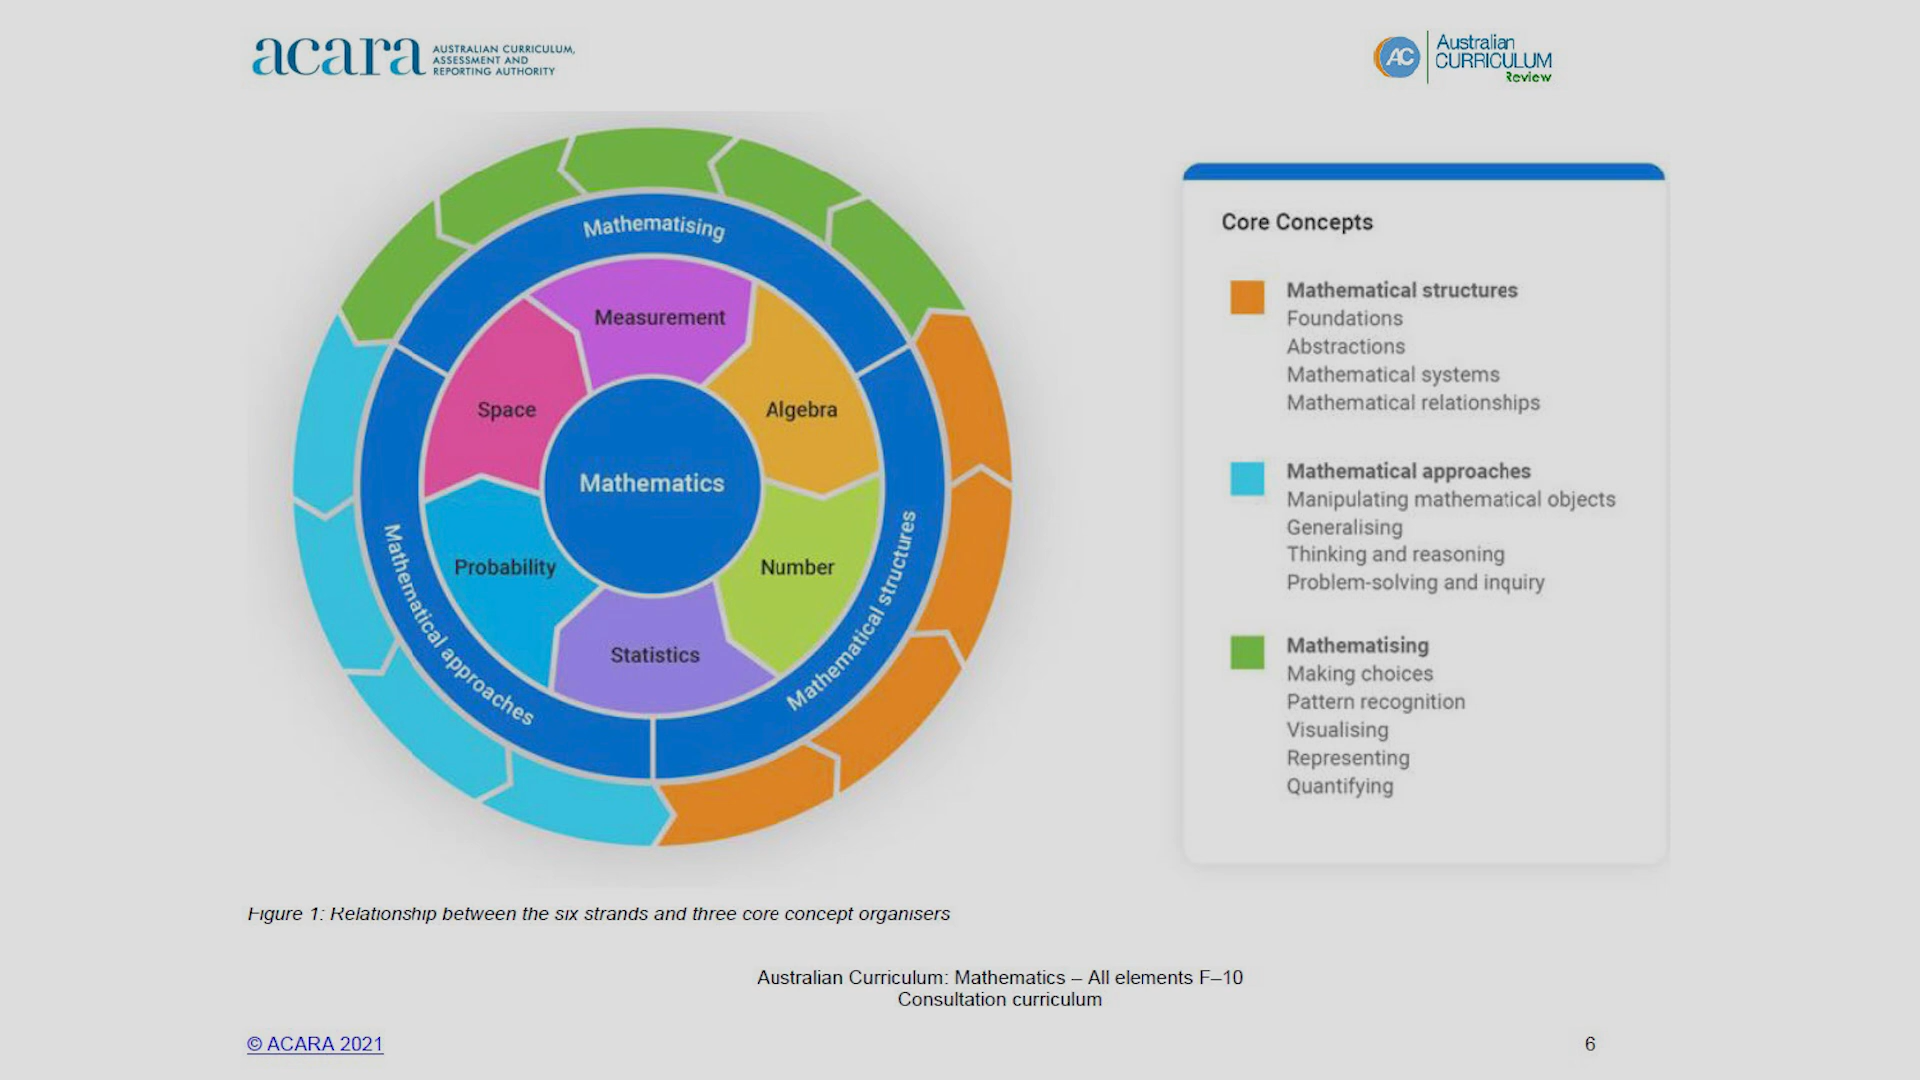 acara AUSTRALIAN CURRICULUM,
ASSESSMENT AND
REPORTING AUTHORITY
AC Australian
CURRICULUM
Review
Mathematising
Measurement
Space
Algebra
Mathematics
Probability
Number
Statistics
Mathematical approaches
Mathematical structures
Core Concepts
Mathematical structures
Foundations
Abstractions
Mathematical systems
Mathematical relationships
Mathematical approaches
Manipulating mathematical objects
Generalising
Thinking and reasoning
Problem-solving and inquiry
Mathematising
Making choices
Pattern recognition
Visualising
Representing
Quantifying
Figure 1: Relationship between the six strands and three core concept organisers
Australian Curriculum: Mathematics – All elements F–10
Consultation curriculum
© ACARA 2021
6